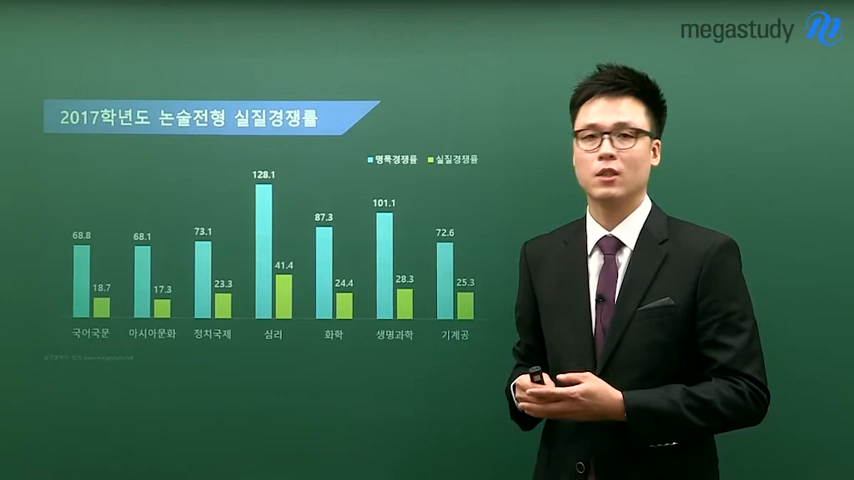 megastudy
2017학년도 논술전형 실질경쟁률
명목경쟁률 실질경쟁률
128.1
101.1
87.3
68.8 68.1 73.1 72.6
41.4
18.7 17.3 23.3 24.4 28.3 25.3
국어국문 아시아문화 정치국제 심리 화학 생명과학 기계공